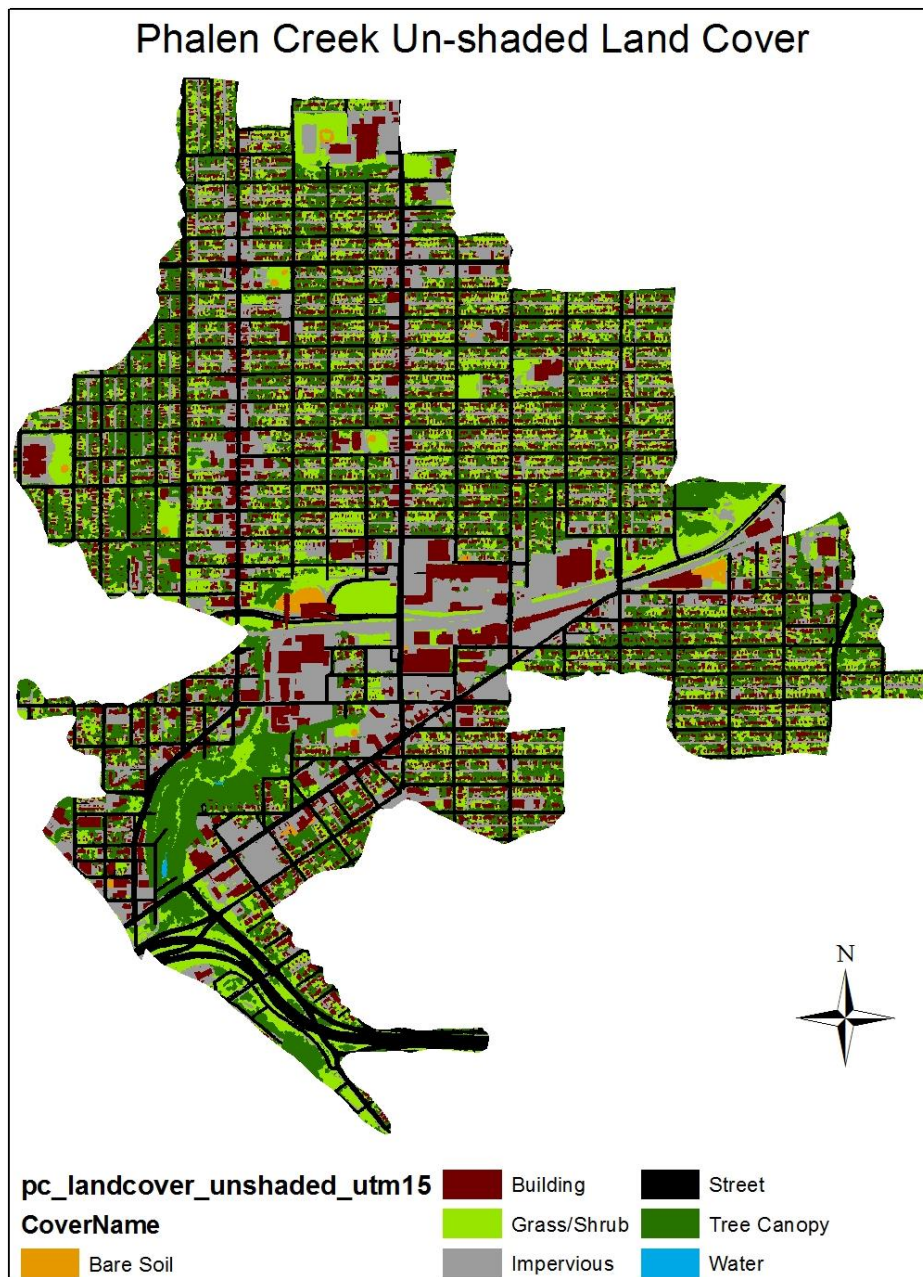 Phalen Creek Un-shaded Land Cover
N
pc_landcover_unshaded_utm15
CoverName
Bare Soil
Building
Grass/Shrub
Impervious
Street
Tree Canopy
Water